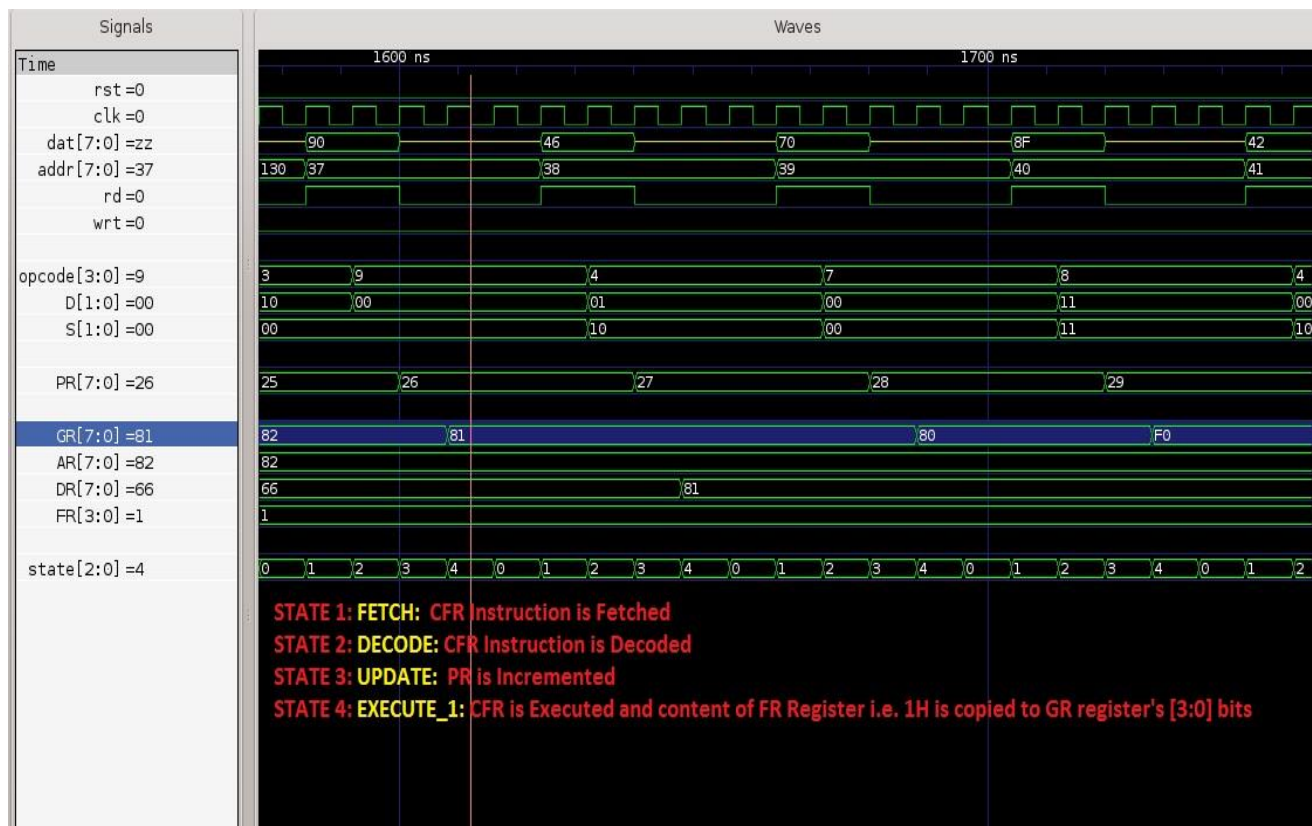 Signals Waves
Time 1600 ns 1700 ns
rst=0
clk=0
dat[7:0]=zz 90 46 70 8F 42
addr[7:0]=37 130 37 38 39 40 41
rd=0
wrt=0
opcode[3:0]=9 3 9 4 7 8 4
D[1:0]=00 10 00 01 00 11 00
S[1:0]=00 00 10 00 11 10
PR[7:0]=26 25 26 27 28 29
GR[7:0]=81 82 81 80 F0
AR[7:0]=82 82
DR[7:0]=66 66 81
FR[3:0]=1 1
state[2:0]=4 0 1 2 3 4 0 1 2 3 4 0 1 2 3 4 0 1 2 3 4 0 1 2
STATE 1: FETCH: CFR Instruction is Fetched
STATE 2: DECODE: CFR Instruction is Decoded
STATE 3: UPDATE: PR is Incremented
STATE 4: EXECUTE_1: CFR is Executed and content of FR Register i.e. 1H is copied to GR register's [3:0] bits